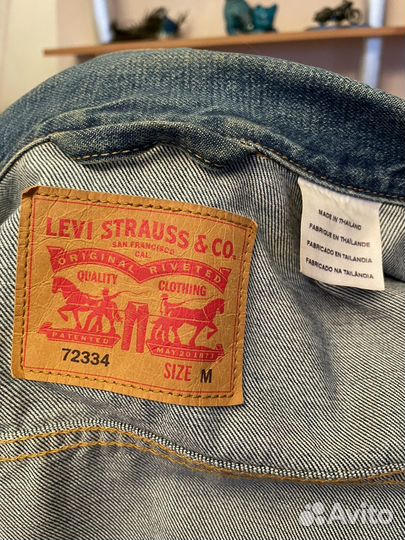 LEVI STRAUSS & CO.
SAN FRANCISCO
CAL.
ORIGINAL RIVETED
QUALITY CLOTHING
PATENTED MAY 20 1873
72334
SIZE M
MADE IN THAILAND
FABRIQUE EN THAÏLANDE
FABRICADO EN TAILANDIA
FABRICADO NA TAILÂNDIA
Avito